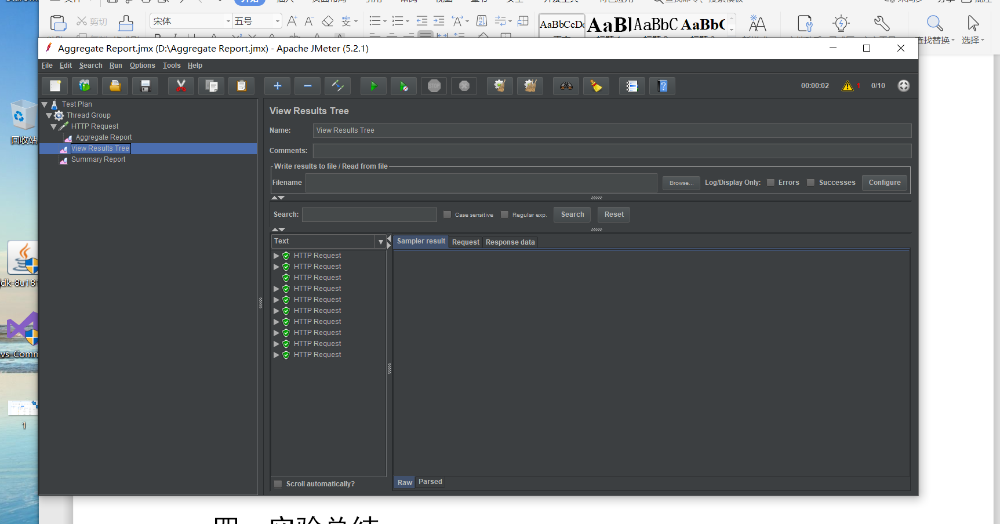 剪切
宋体
五号
AaBbCcDc
AaBl
AaBbC
AaBbC
查找替换
选择
Aggregate Report.jmx (D:\Aggregate Report.jmx) - Apache JMeter (5.2.1)
File Edit Search Run Options Tools Help
00:00:02
1
0/10
Test Plan
Thread Group
HTTP Request
Aggregate Report
View Results Tree
Summary Report
View Results Tree
Name:
View Results Tree
Comments:
Write results to file / Read from file
Filename
Browse...
Log/Display Only:
Errors
Successes
Configure
Search:
Case sensitive
Regular exp.
Search
Reset
Text
Sampler result
Request
Response data
HTTP Request
HTTP Request
HTTP Request
HTTP Request
HTTP Request
HTTP Request
HTTP Request
HTTP Request
HTTP Request
HTTP Request
Scroll automatically?
Raw
Parsed
回收站
dk-8u181
vs_Comm
1